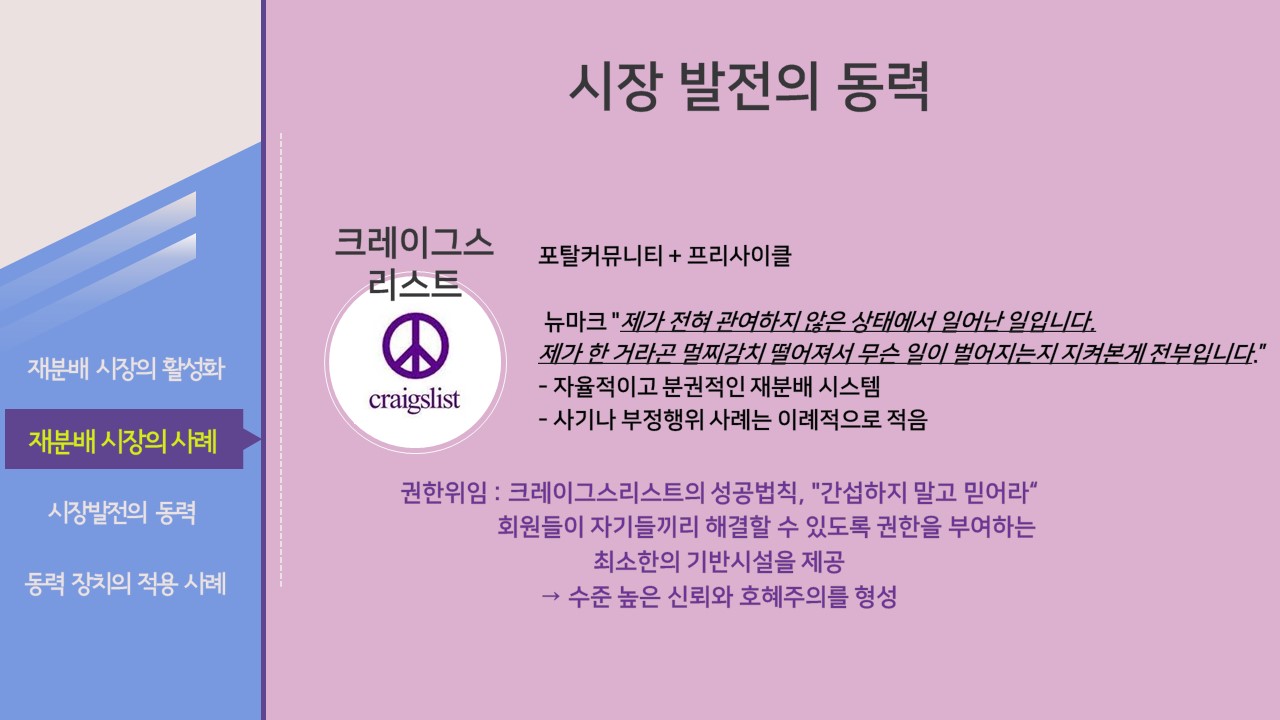 시장 발전의 동력
재분배 시장의 활성화
재분배 시장의 사례
시장발전의 동력
동력 장치의 적용 사례
크레이그스
리스트
craigslist
포탈커뮤니티 + 프리사이클
뉴마크 "제가 전혀 관여하지 않은 상태에서 일어난 일입니다.
제가 한 거라곤 멀찌감치 떨어져서 무슨 일이 벌어지는지 지켜본게 전부입니다."
- 자율적이고 분권적인 재분배 시스템
- 사기나 부정행위 사례는 이례적으로 적음
권한위임 : 크레이그스리스트의 성공법칙, "간섭하지 말고 믿어라“
회원들이 자기들끼리 해결할 수 있도록 권한을 부여하는
최소한의 기반시설을 제공
→ 수준 높은 신뢰와 호혜주의를 형성